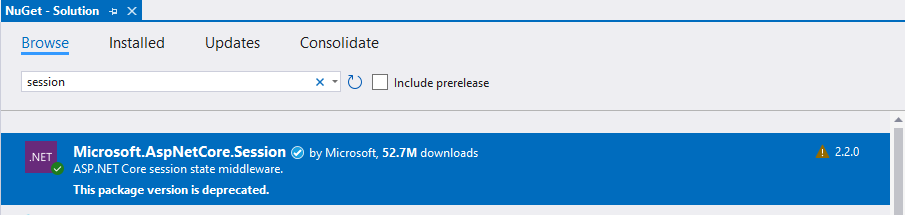 NuGet - Solution
Browse Installed Updates Consolidate
session Include prerelease
.NET Microsoft.AspNetCore.Session by Microsoft, 52.7M downloads 2.2.0
ASP.NET Core session state middleware.
This package version is deprecated.